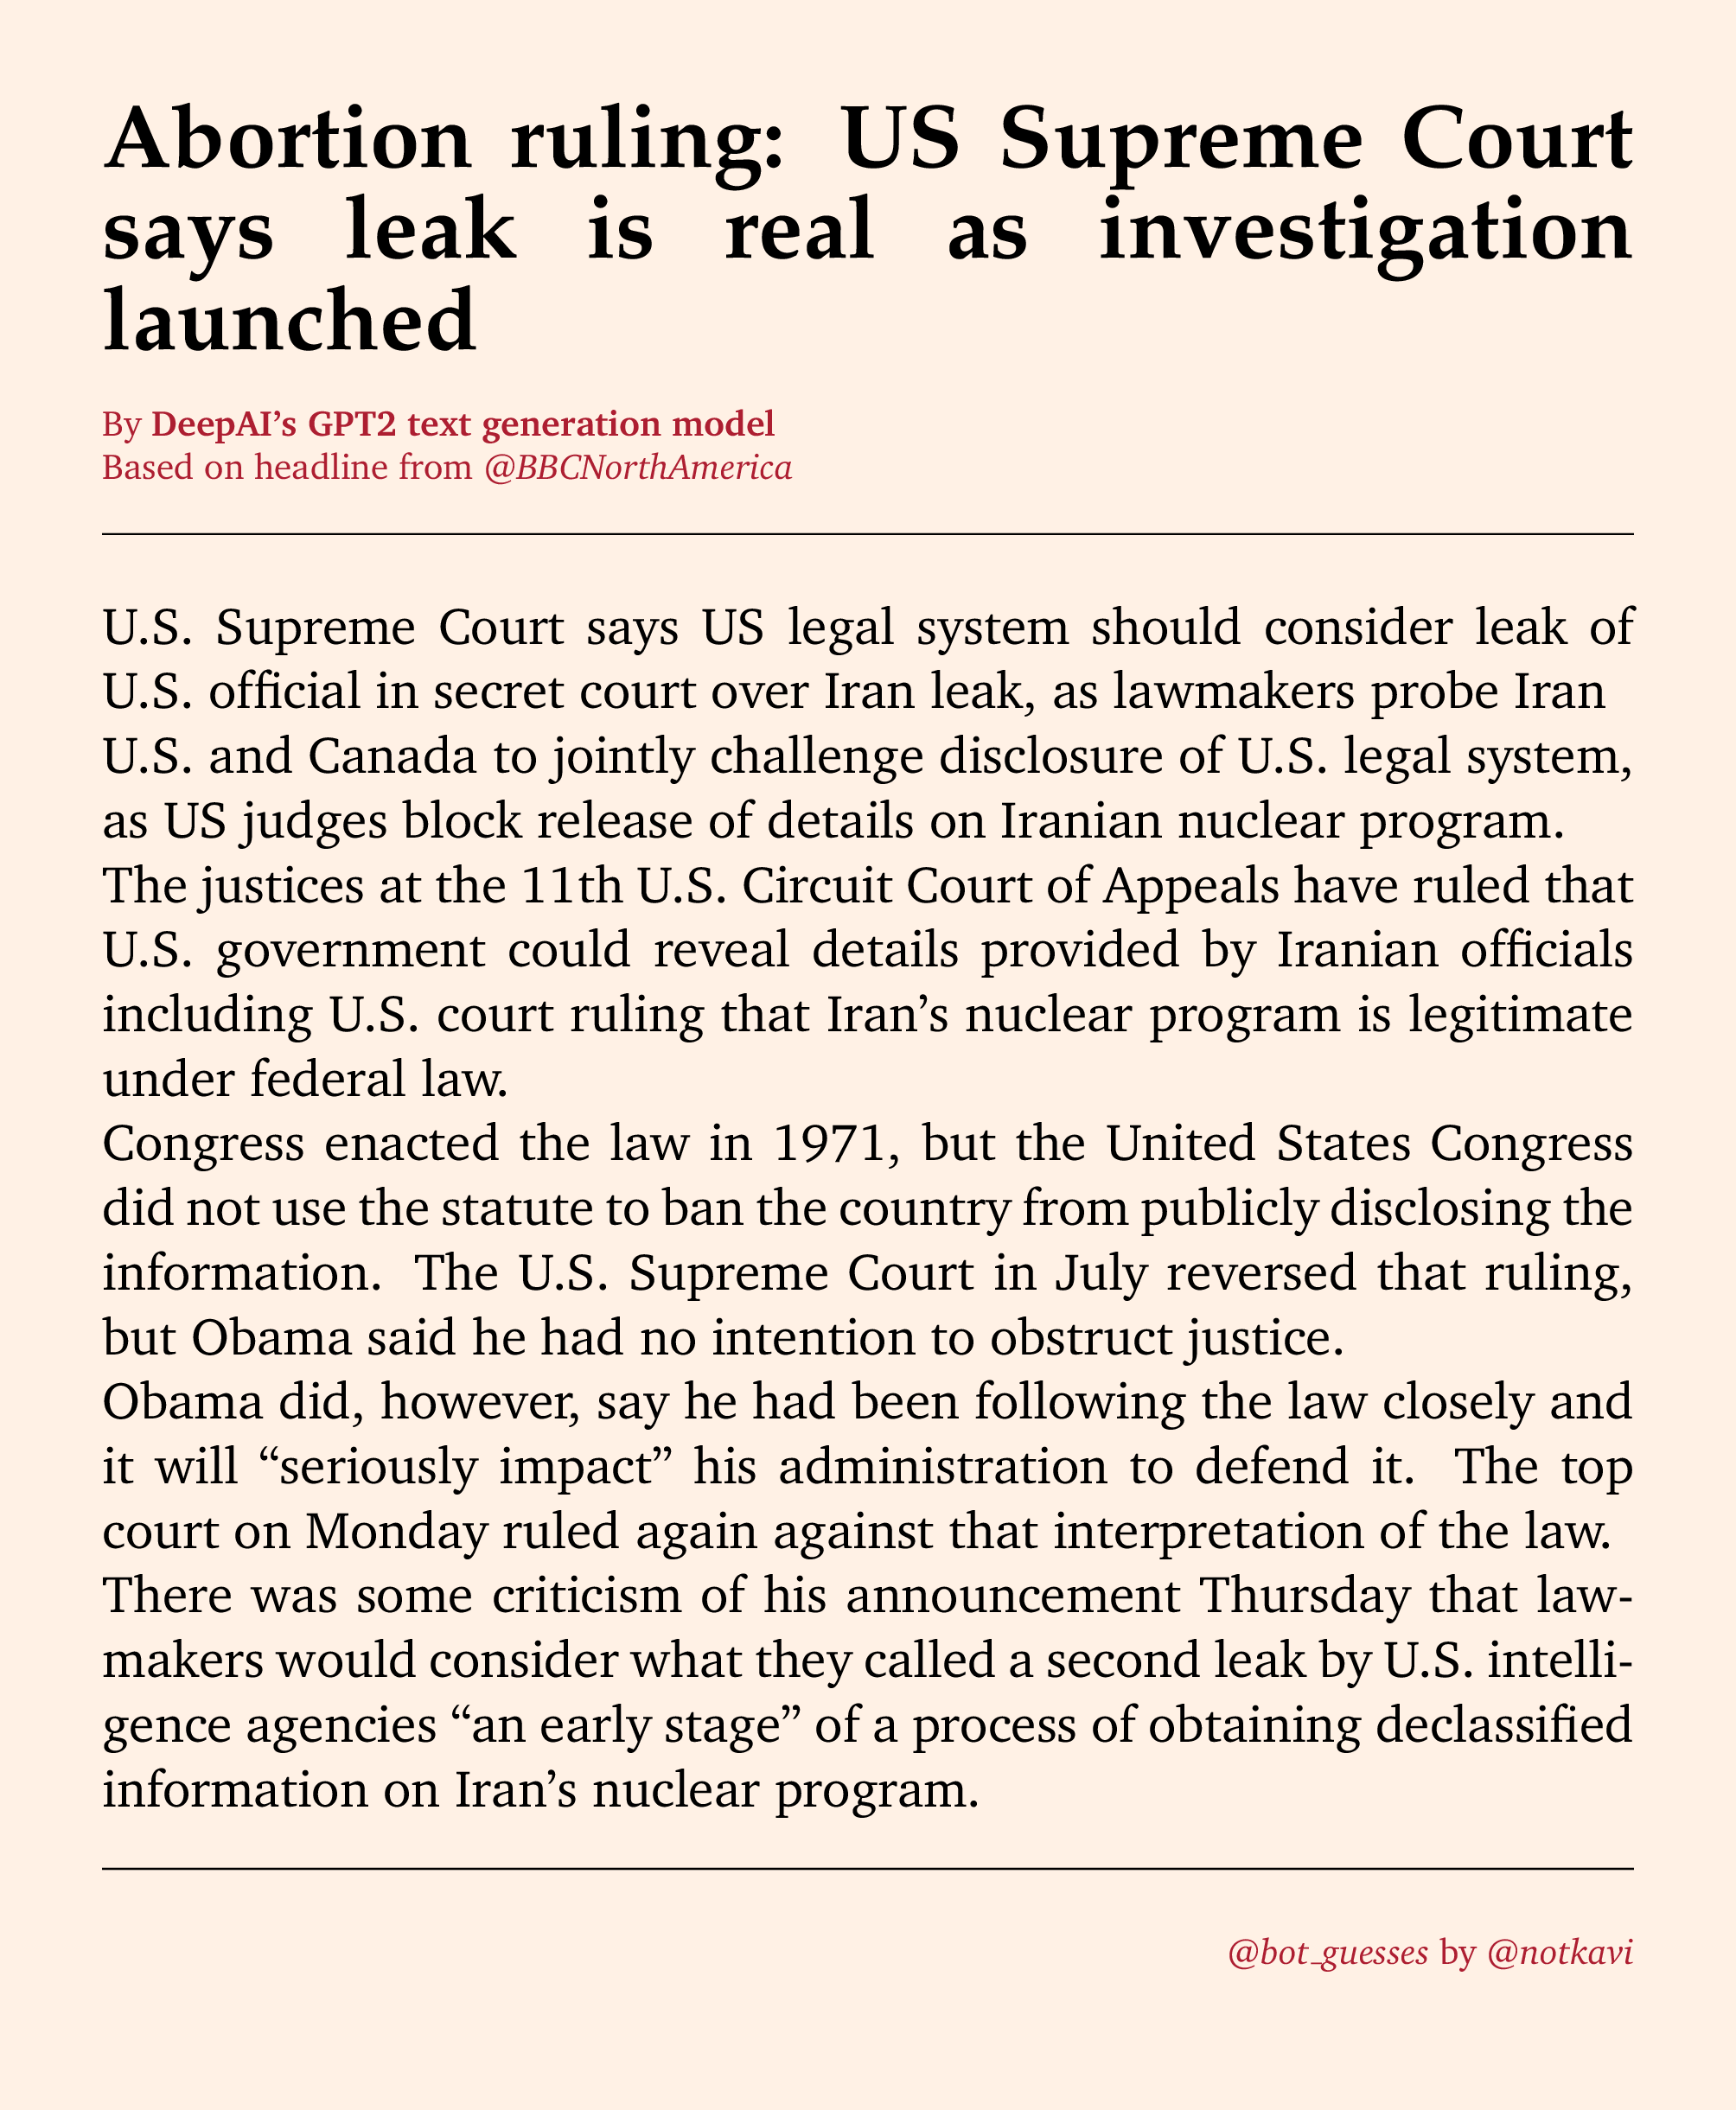 Abortion ruling: US Supreme Court
says leak is real as investigation
launched
By DeepAI’s GPT2 text generation model
Based on headline from @BBCNorthAmerica
U.S. Supreme Court says US legal system should consider leak of
U.S. official in secret court over Iran leak, as lawmakers probe Iran
U.S. and Canada to jointly challenge disclosure of U.S. legal system,
as US judges block release of details on Iranian nuclear program.
The justices at the 11th U.S. Circuit Court of Appeals have ruled that
U.S. government could reveal details provided by Iranian officials
including U.S. court ruling that Iran’s nuclear program is legitimate
under federal law.
Congress enacted the law in 1971, but the United States Congress
did not use the statute to ban the country from publicly disclosing the
information. The U.S. Supreme Court in July reversed that ruling,
but Obama said he had no intention to obstruct justice.
Obama did, however, say he had been following the law closely and
it will “seriously impact” his administration to defend it. The top
court on Monday ruled again against that interpretation of the law.
There was some criticism of his announcement Thursday that law-
makers would consider what they called a second leak by U.S. intelli-
gence agencies “an early stage” of a process of obtaining declassified
information on Iran’s nuclear program.
@bot_guesses by @notkavi